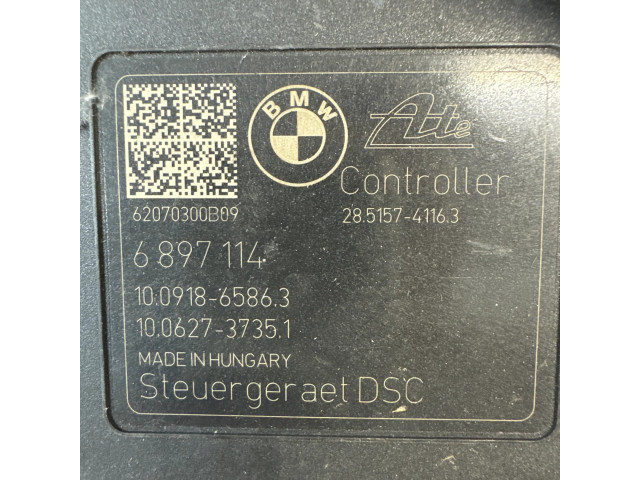 BMW
Ate
Controller
62070300B09
28.5157-4116.3
6 897 114
10.0918-6586.3
10.0627-3735.1
MADE IN HUNGARY
Steuergeraet DSC